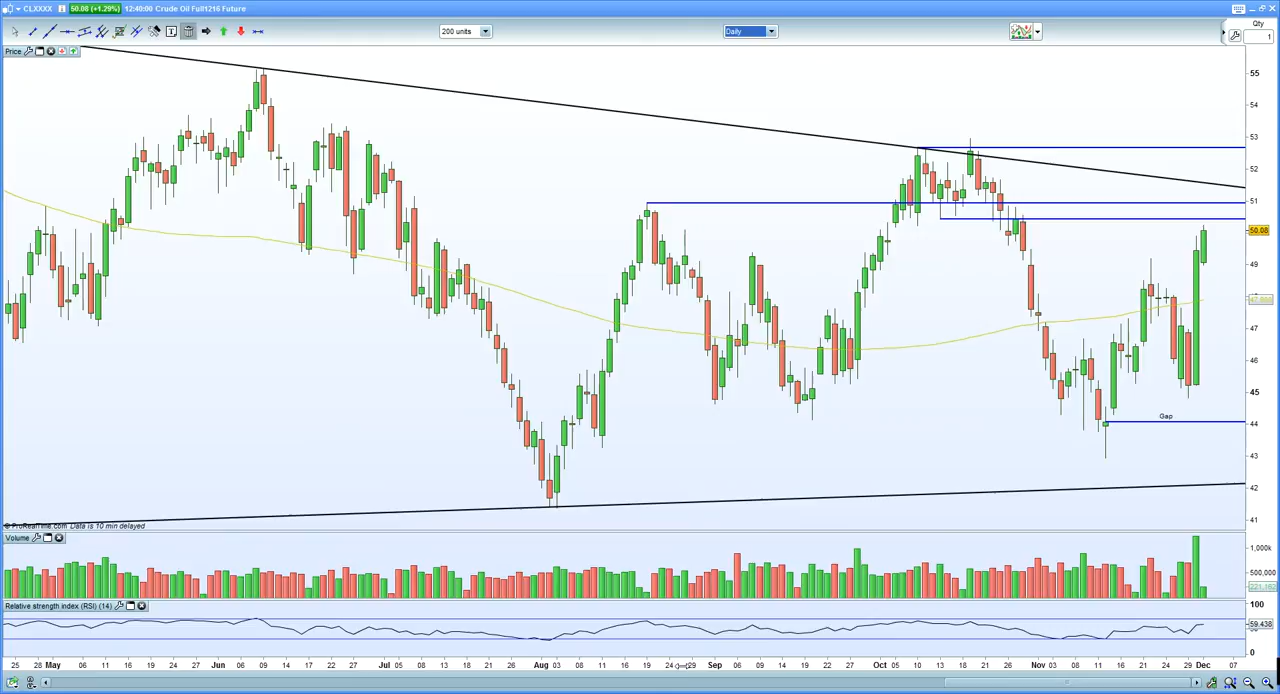 CLXXXX 50.08 (+1.29%) 12:40:00 Crude Oil Full1216 Future
200 units
Daily
Qty
1
Price
55
54
53
52
51
50.08
49
47
46
45
44
43
42
41
Gap
© ProRealTime.com Data is 10 min delayed
Volume
1,000k
500,000
Relative strength index (RSI) (14)
100
59.438
0
25 28 May 06 11 16 19 24 27 Jun 09 14 17 22 27 Jul 05 08 13 18 21 26 Aug 03 08 11 16 19 24 29 Sep 06 09 14 19 22 27 Oct 05 10 13 18 21 26 Nov 03 08 11 16 21 24 29 Dec 07